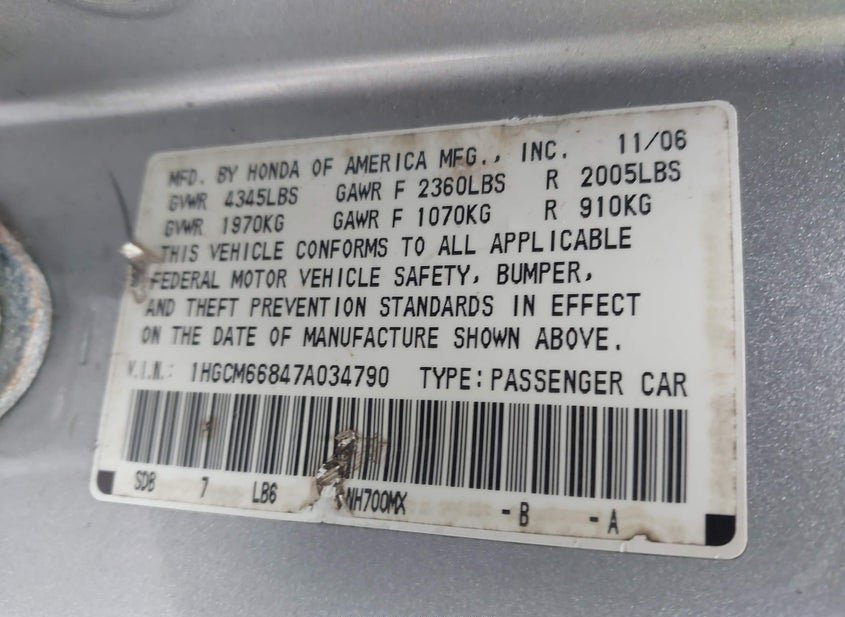 MFD. BY HONDA OF AMERICA MFG., INC. 11/06
GVWR 4345LBS GAWR F 2360LBS R 2005LBS
GVWR 1970KG GAWR F 1070KG R 910KG
THIS VEHICLE CONFORMS TO ALL APPLICABLE
FEDERAL MOTOR VEHICLE SAFETY, BUMPER,
AND THEFT PREVENTION STANDARDS IN EFFECT
ON THE DATE OF MANUFACTURE SHOWN ABOVE.
V.I.N.: 1HGCM66847A034790 TYPE: PASSENGER CAR
SDB 7 LB6 NH700MX -B -A